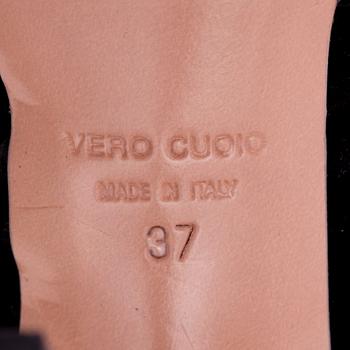 VERO CUOIO
MADE IN ITALY
37